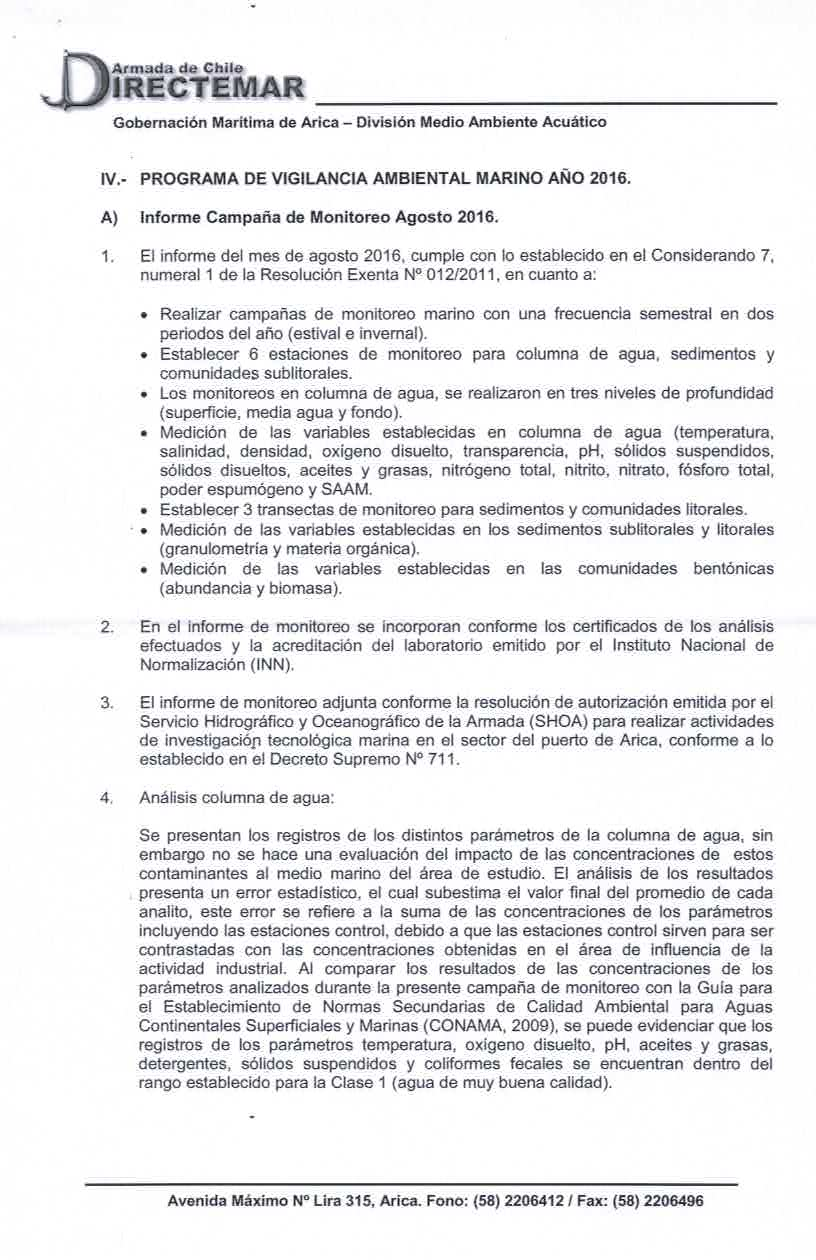 Armada de Chile
DIRECTEMAR
Gobernación Marítima de Arica – División Medio Ambiente Acuático
IV.- PROGRAMA DE VIGILANCIA AMBIENTAL MARINO AÑO 2016.
A) Informe Campaña de Monitoreo Agosto 2016.
1. El informe del mes de agosto 2016, cumple con lo establecido en el Considerando 7,
numeral 1 de la Resolución Exenta Nº 012/2011, en cuanto a:
• Realizar campañas de monitoreo marino con una frecuencia semestral en dos
periodos del año (estival e invernal).
• Establecer 6 estaciones de monitoreo para columna de agua, sedimentos y
comunidades sublitorales.
• Los monitoreos en columna de agua, se realizaron en tres niveles de profundidad
(superficie, media agua y fondo).
• Medición de las variables establecidas en columna de agua (temperatura,
salinidad, densidad, oxígeno disuelto, transparencia, pH, sólidos suspendidos,
sólidos disueltos, aceites y grasas, nitrógeno total, nitrito, nitrato, fósforo total,
poder espumógeno y SAAM.
• Establecer 3 transectas de monitoreo para sedimentos y comunidades litorales.
• Medición de las variables establecidas en los sedimentos sublitorales y litorales
(granulometría y materia orgánica).
• Medición de las variables establecidas en las comunidades bentónicas
(abundancia y biomasa).
2. En el informe de monitoreo se incorporan conforme los certificados de los análisis
efectuados y la acreditación del laboratorio emitido por el Instituto Nacional de
Normalización (INN).
3. El informe de monitoreo adjunta conforme la resolución de autorización emitida por el
Servicio Hidrográfico y Oceanográfico de la Armada (SHOA) para realizar actividades
de investigación tecnológica marina en el sector del puerto de Arica, conforme a lo
establecido en el Decreto Supremo Nº 711.
4. Análisis columna de agua:
Se presentan los registros de los distintos parámetros de la columna de agua, sin
embargo no se hace una evaluación del impacto de las concentraciones de estos
contaminantes al medio marino del área de estudio. El análisis de los resultados
presenta un error estadístico, el cual subestima el valor final del promedio de cada
analito, este error se refiere a la suma de las concentraciones de los parámetros
incluyendo las estaciones control, debido a que las estaciones control sirven para ser
contrastadas con las concentraciones obtenidas en el área de influencia de la
actividad industrial. Al comparar los resultados de las concentraciones de los
parámetros analizados durante la presente campaña de monitoreo con la Guía para
el Establecimiento de Normas Secundarias de Calidad Ambiental para Aguas
Continentales Superficiales y Marinas (CONAMA, 2009), se puede evidenciar que los
registros de los parámetros temperatura, oxígeno disuelto, pH, aceites y grasas,
detergentes, sólidos suspendidos y coliformes fecales se encuentran dentro del
rango establecido para la Clase 1 (agua de muy buena calidad).
Avenida Máximo Nº Lira 315, Arica. Fono: (58) 2206412 / Fax: (58) 2206496